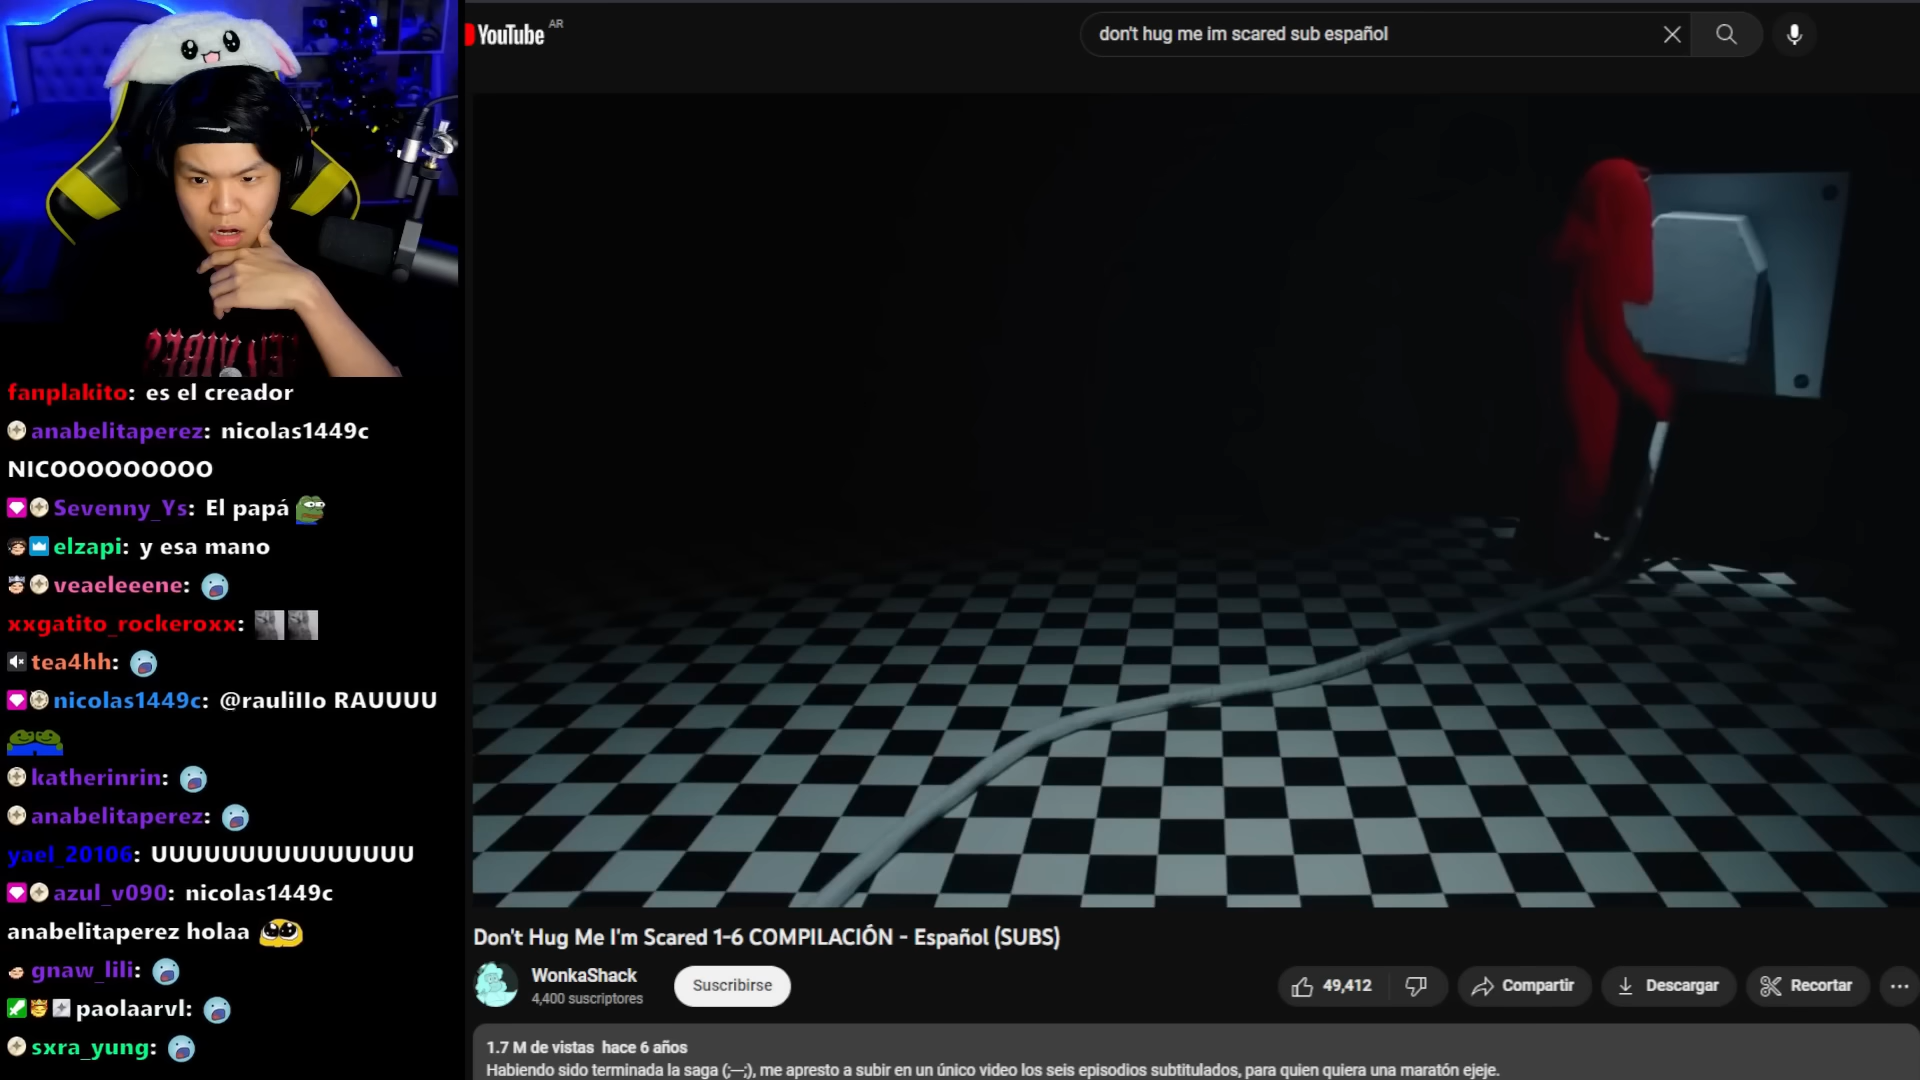 YouTube AR
don't hug me im scared sub español
fanplakito: es el creador
anabelitaperez: nicolas1449c
NICOOOOOOOOO
Sevenny_Ys: El papá
elzapi: y esa mano
veaeleeene:
xxgatito_rockeroxx:
tea4hh:
nicolas1449c: @raulillo RAUUUU
katherinrin:
anabelitaperez:
yael_20106: UUUUUUUUUUUUUUU
azul_v090: nicolas1449c
anabelitaperez holaa
gnaw_lili:
paolaarvl:
sxra_yung:
Don't Hug Me I'm Scared 1-6 COMPILACIÓN - Español (SUBS)
WonkaShack
4,400 suscriptores
Suscribirse
49,412
Compartir
Descargar
Recortar
1.7 M de vistas hace 6 años
Habiendo sido terminada la saga (;—;), me apresto a subir en un único video los seis episodios subtitulados, para quien quiera una maratón ejeje.